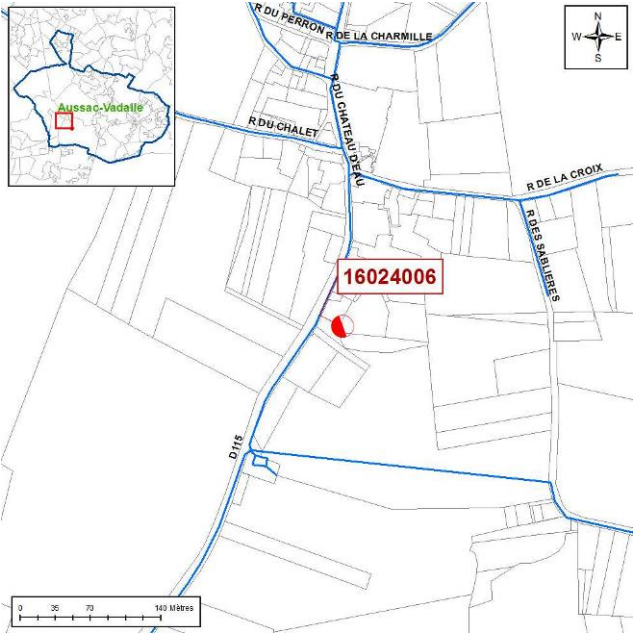 Aussac-Vadalle
R DU PERRON
R DE LA CHARMILLE
N
W E
S
R DU CHALET
R DU CHATEAU D'EAU
R DE LA CROIX
R DES SABLIERES
16024006
D 115
0 35 70 140 Mètres